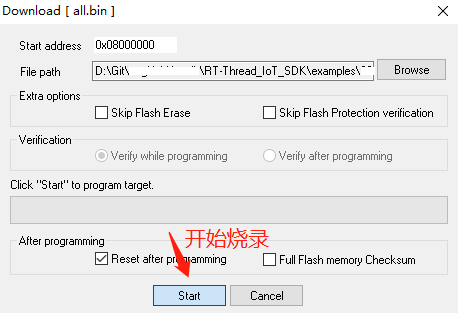 Download [ all.bin ]
Start address 0x08000000
File path D:\Git\ \RT-Thread_IoT_SDK\examples\ Browse
Extra options
Skip Flash Erase Skip Flash Protection verification
Verification
Verify while programming Verify after programming
Click "Start" to program target.
开始烧录
After programming
Reset after programming Full Flash memory Checksum
Start Cancel